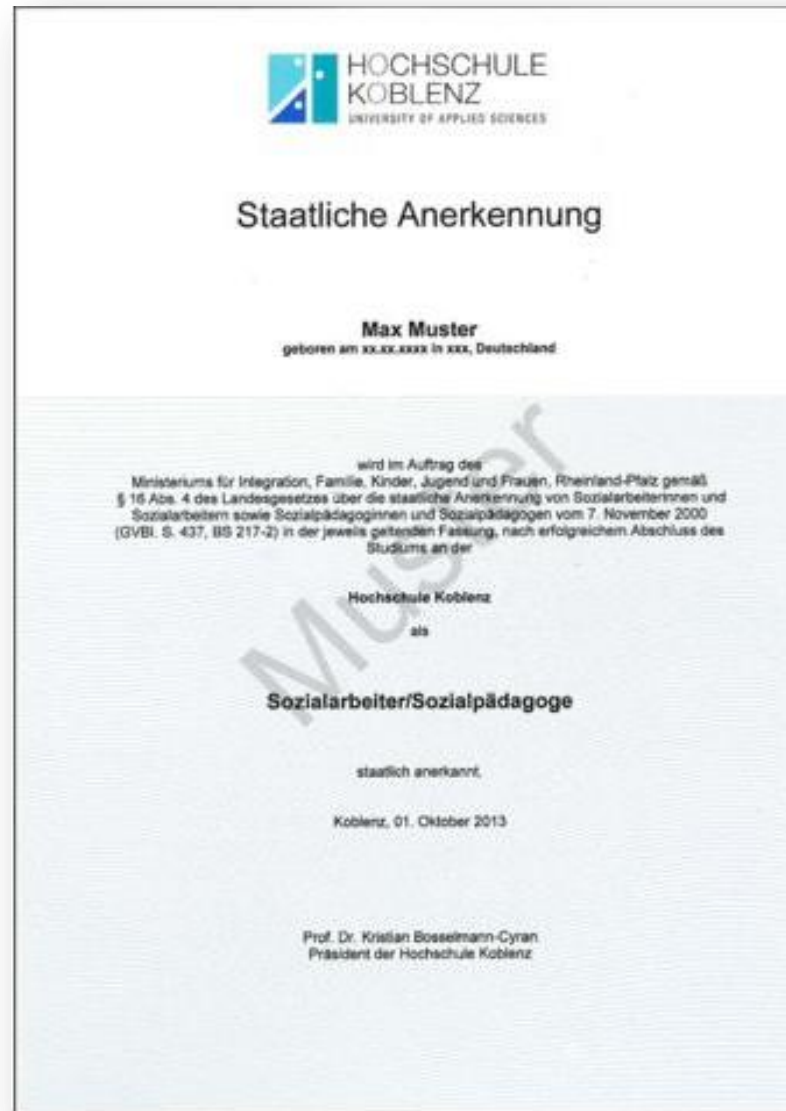 HOCHSCHULE
KOBLENZ
UNIVERSITY OF APPLIED SCIENCES
Staatliche Anerkennung
Max Muster
geboren am xx.xx.xxxx in xxx, Deutschland
wird im Auftrag des
Ministeriums für Integration, Familie, Kinder, Jugend und Frauen, Rheinland-Pfalz gemäß
§ 16 Abs. 4 des Landesgesetzes über die staatliche Anerkennung von Sozialarbeiterinnen und
Sozialarbeitern sowie Sozialpädagoginnen und Sozialpädagogen vom 7. November 2000
(GVBl. S. 437, BS 217-2) in der jeweils geltenden Fassung, nach erfolgreichem Abschluss des
Studiums an der
Hochschule Koblenz
als
Sozialarbeiter/Sozialpädagoge
staatlich anerkannt.
Koblenz, 01. Oktober 2013
Prof. Dr. Kristian Bosselmann-Cyran
Präsident der Hochschule Koblenz
Muster